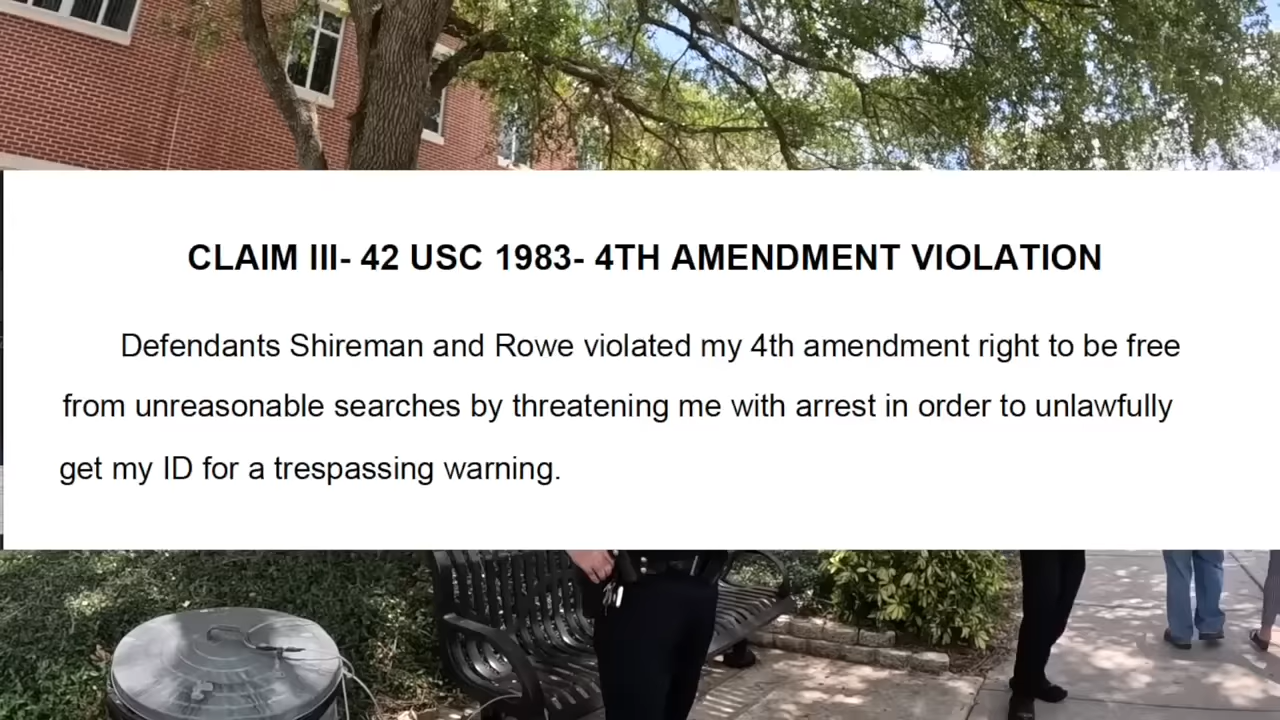 CLAIM III- 42 USC 1983- 4TH AMENDMENT VIOLATION
Defendants Shireman and Rowe violated my 4th amendment right to be free
from unreasonable searches by threatening me with arrest in order to unlawfully
get my ID for a trespassing warning.